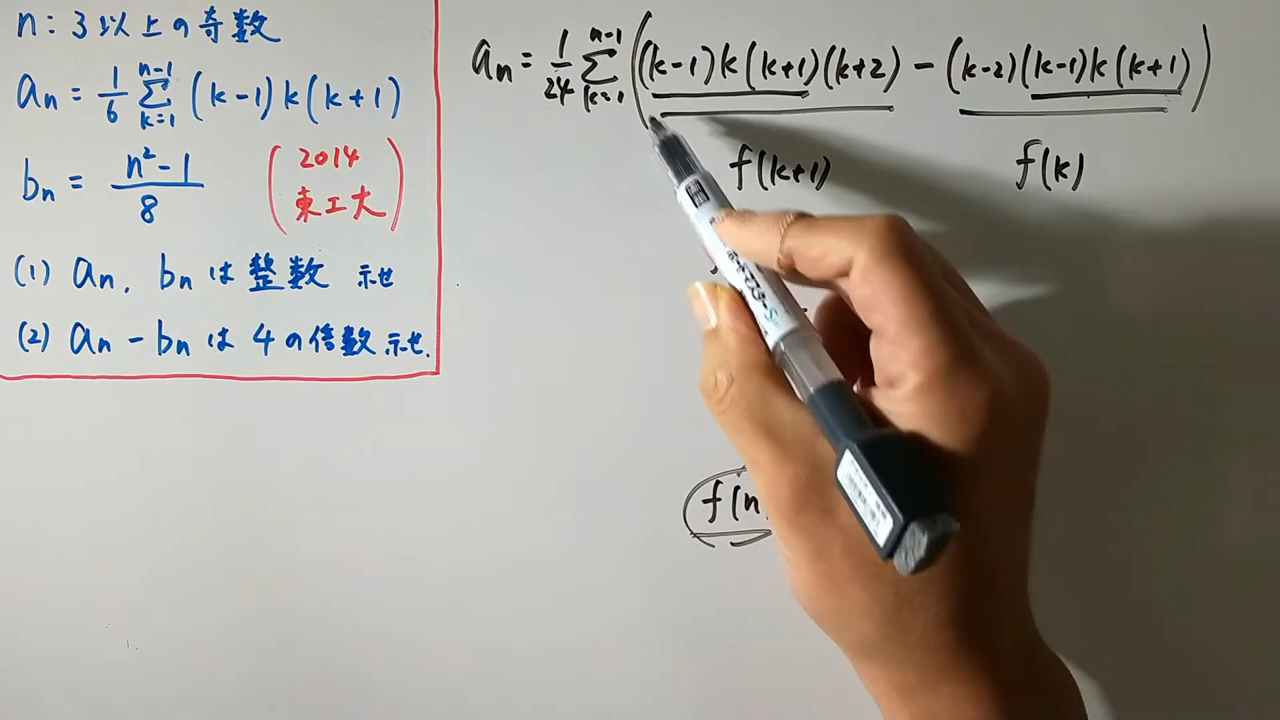 n: 3以上の奇数
an = 1/6 Σ[k=1, n-1] (k-1)k(k+1)
bn = (n²-1)/8 (2014 東工大)
(1) an, bn は 整数 示せ
(2) an - bn は 4の倍数 示せ.
an = 1/24 Σ[k=1, n-1] ((k-1)k(k+1)(k+2) - (k-2)(k-1)k(k+1))
f(k+1) f(k)
f(n